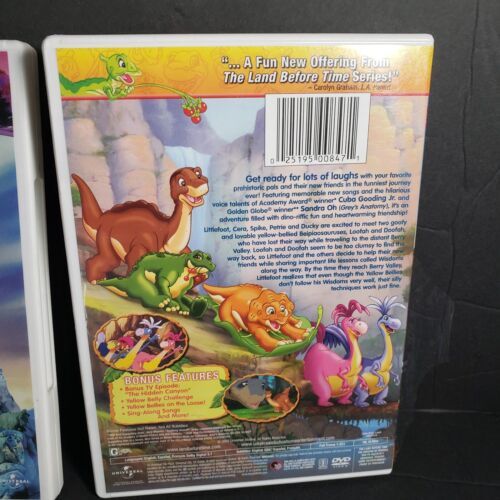 “... A Fun New Offering From
The Land Before Time Series!”
– Carolyn Graham, L.A. Parent
0 25195 00847 1
Get ready for lots of laughs with your favorite
prehistoric pals and their new friends in the funniest journey
ever! Featuring memorable new songs and the hilarious
voice talents of Academy Award® winner* Cuba Gooding Jr. and
Golden Globe® winner** Sandra Oh (Grey's Anatomy), it's an
adventure filled with dino-riffic fun and heartwarming friendship!
Littlefoot, Cera, Spike, Petrie and Ducky are excited to meet two goofy
and lovable yellow-bellied Beipiaosauruses, Loofah and Doofah,
who have lost their way while traveling to the distant Berry
Valley. Loofah and Doofah seem to be too clumsy to find the
way back, so Littlefoot and the others decide to help their new
friends while sharing important life lessons called Wisdoms
along the way. By the time they reach Berry Valley,
Littlefoot realizes that even though the Yellow Bellies
don't follow his Wisdoms very well, their silly
techniques work just fine.
BONUS FEATURES
• Bonus TV Episode:
"The Hidden Canyon"
• Yellow Belly Challenge
• Yellow Bellies on the Loose!
• Sing-Along Songs
And More!
G
UNIVERSAL
DVD